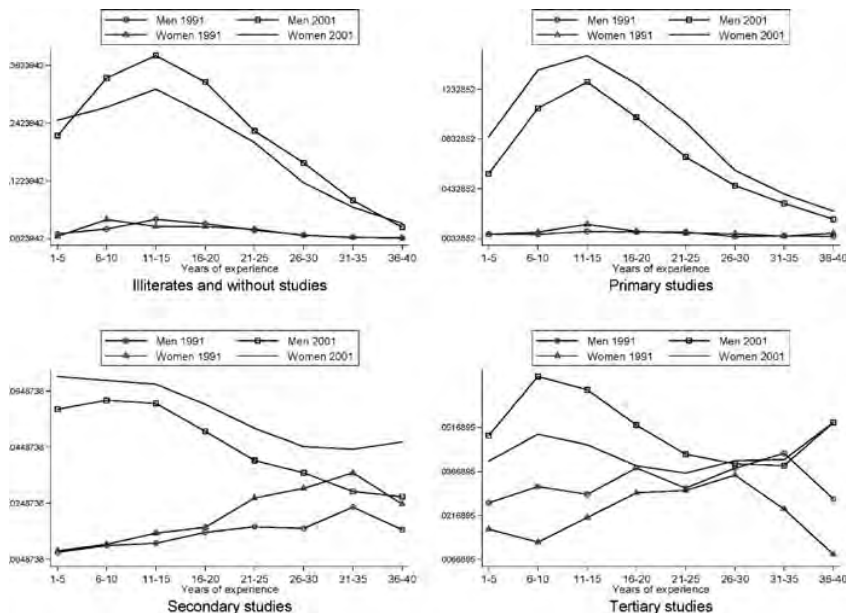 Men 1991 Men 2001
Women 1991 Women 2001
.3623942
.2423942
.1223942
.0023942
1-5 6-10 11-15 16-20 21-25 26-30 31-35 36-40
Years of experience
Illiterates and without studies
Men 1991 Men 2001
Women 1991 Women 2001
.1232852
.0832852
.0432852
.0032852
1-5 6-10 11-15 16-20 21-25 26-30 31-35 36-40
Years of experience
Primary studies
Men 1991 Men 2001
Women 1991 Women 2001
.0648738
.0448738
.0248738
.0048738
1-5 6-10 11-15 16-20 21-25 26-30 31-35 36-40
Years of experience
Secondary studies
Men 1991 Men 2001
Women 1991 Women 2001
.0516895
.0366895
.0216895
.0066895
1-5 6-10 11-15 16-20 21-25 26-30 31-35 36-40
Years of experience
Tertiary studies